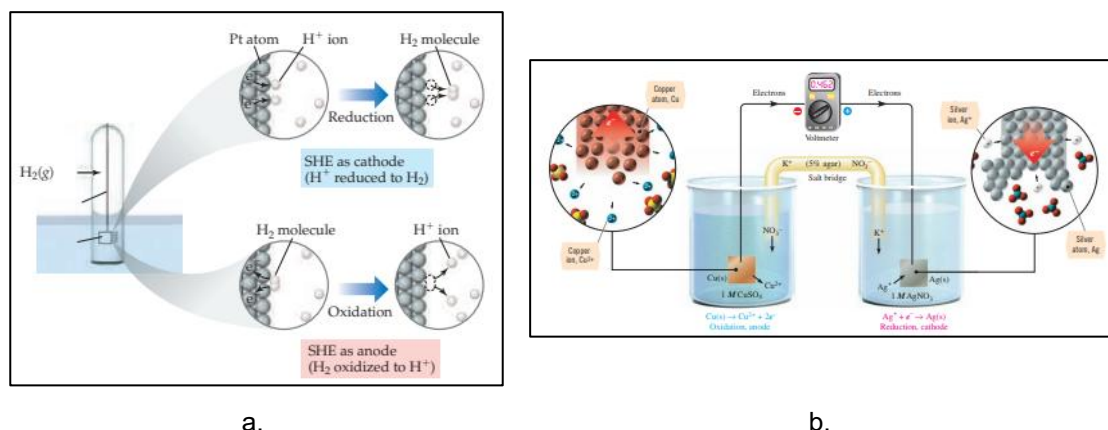 Pt atom
H+ ion
H2 molecule
e−
e−
Reduction
SHE as cathode
(H+ reduced to H2)
H2(g)
H2 molecule
H+ ion
e−
e−
Oxidation
SHE as anode
(H2 oxidized to H+)
a.
Copper
atom, Cu
Electrons
0.462
Electrons
Voltmeter
Silver
ion, Ag+
e−
e−
K+ (5% agar) NO3−
Salt bridge
NO3−
K+
Copper
ion, Cu2+
Silver
atom, Ag
Cu(s)
Cu2+
1 M CuSO4
Ag+
Ag(s)
1 M AgNO3
Cu(s) → Cu2+ + 2e−
Oxidation, anode
Ag+ + e− → Ag(s)
Reduction, cathode
b.